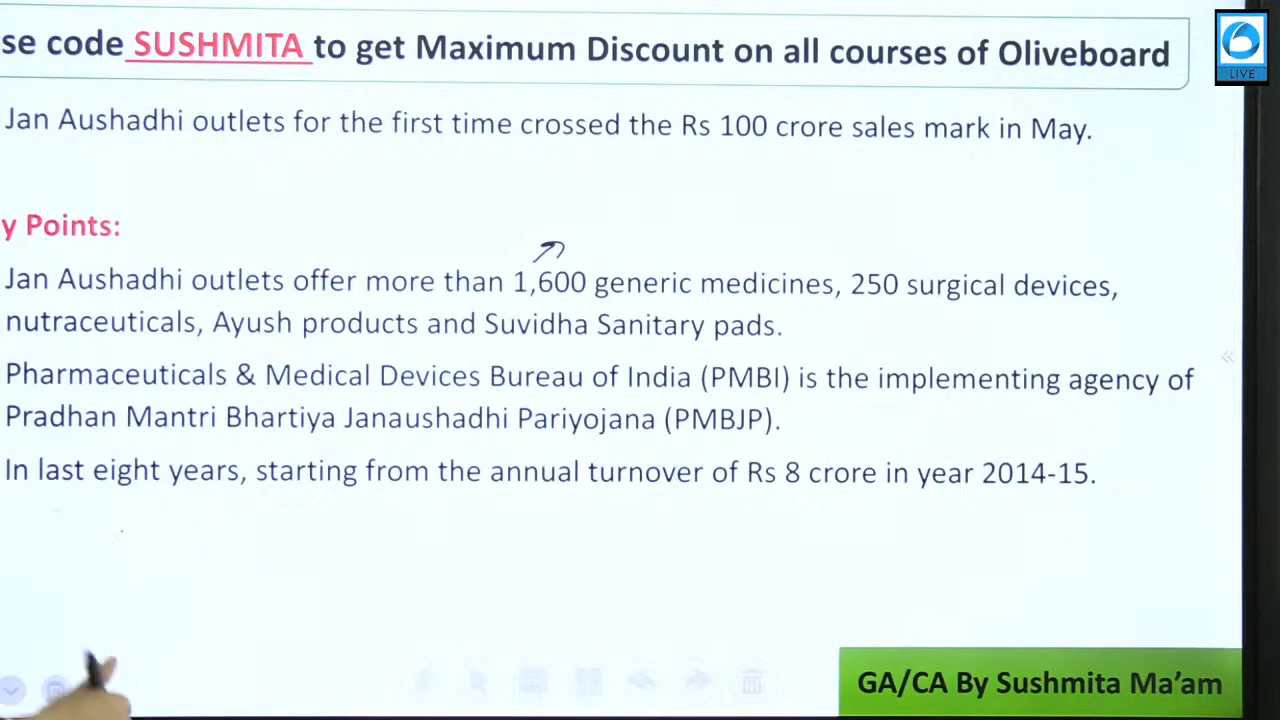 se code SUSHMITA to get Maximum Discount on all courses of Oliveboard
LIVE
Jan Aushadhi outlets for the first time crossed the Rs 100 crore sales mark in May.
y Points:
Jan Aushadhi outlets offer more than 1,600 generic medicines, 250 surgical devices,
nutraceuticals, Ayush products and Suvidha Sanitary pads.
Pharmaceuticals & Medical Devices Bureau of India (PMBI) is the implementing agency of
Pradhan Mantri Bhartiya Janaushadhi Pariyojana (PMBJP).
In last eight years, starting from the annual turnover of Rs 8 crore in year 2014-15.
GA/CA By Sushmita Ma’am